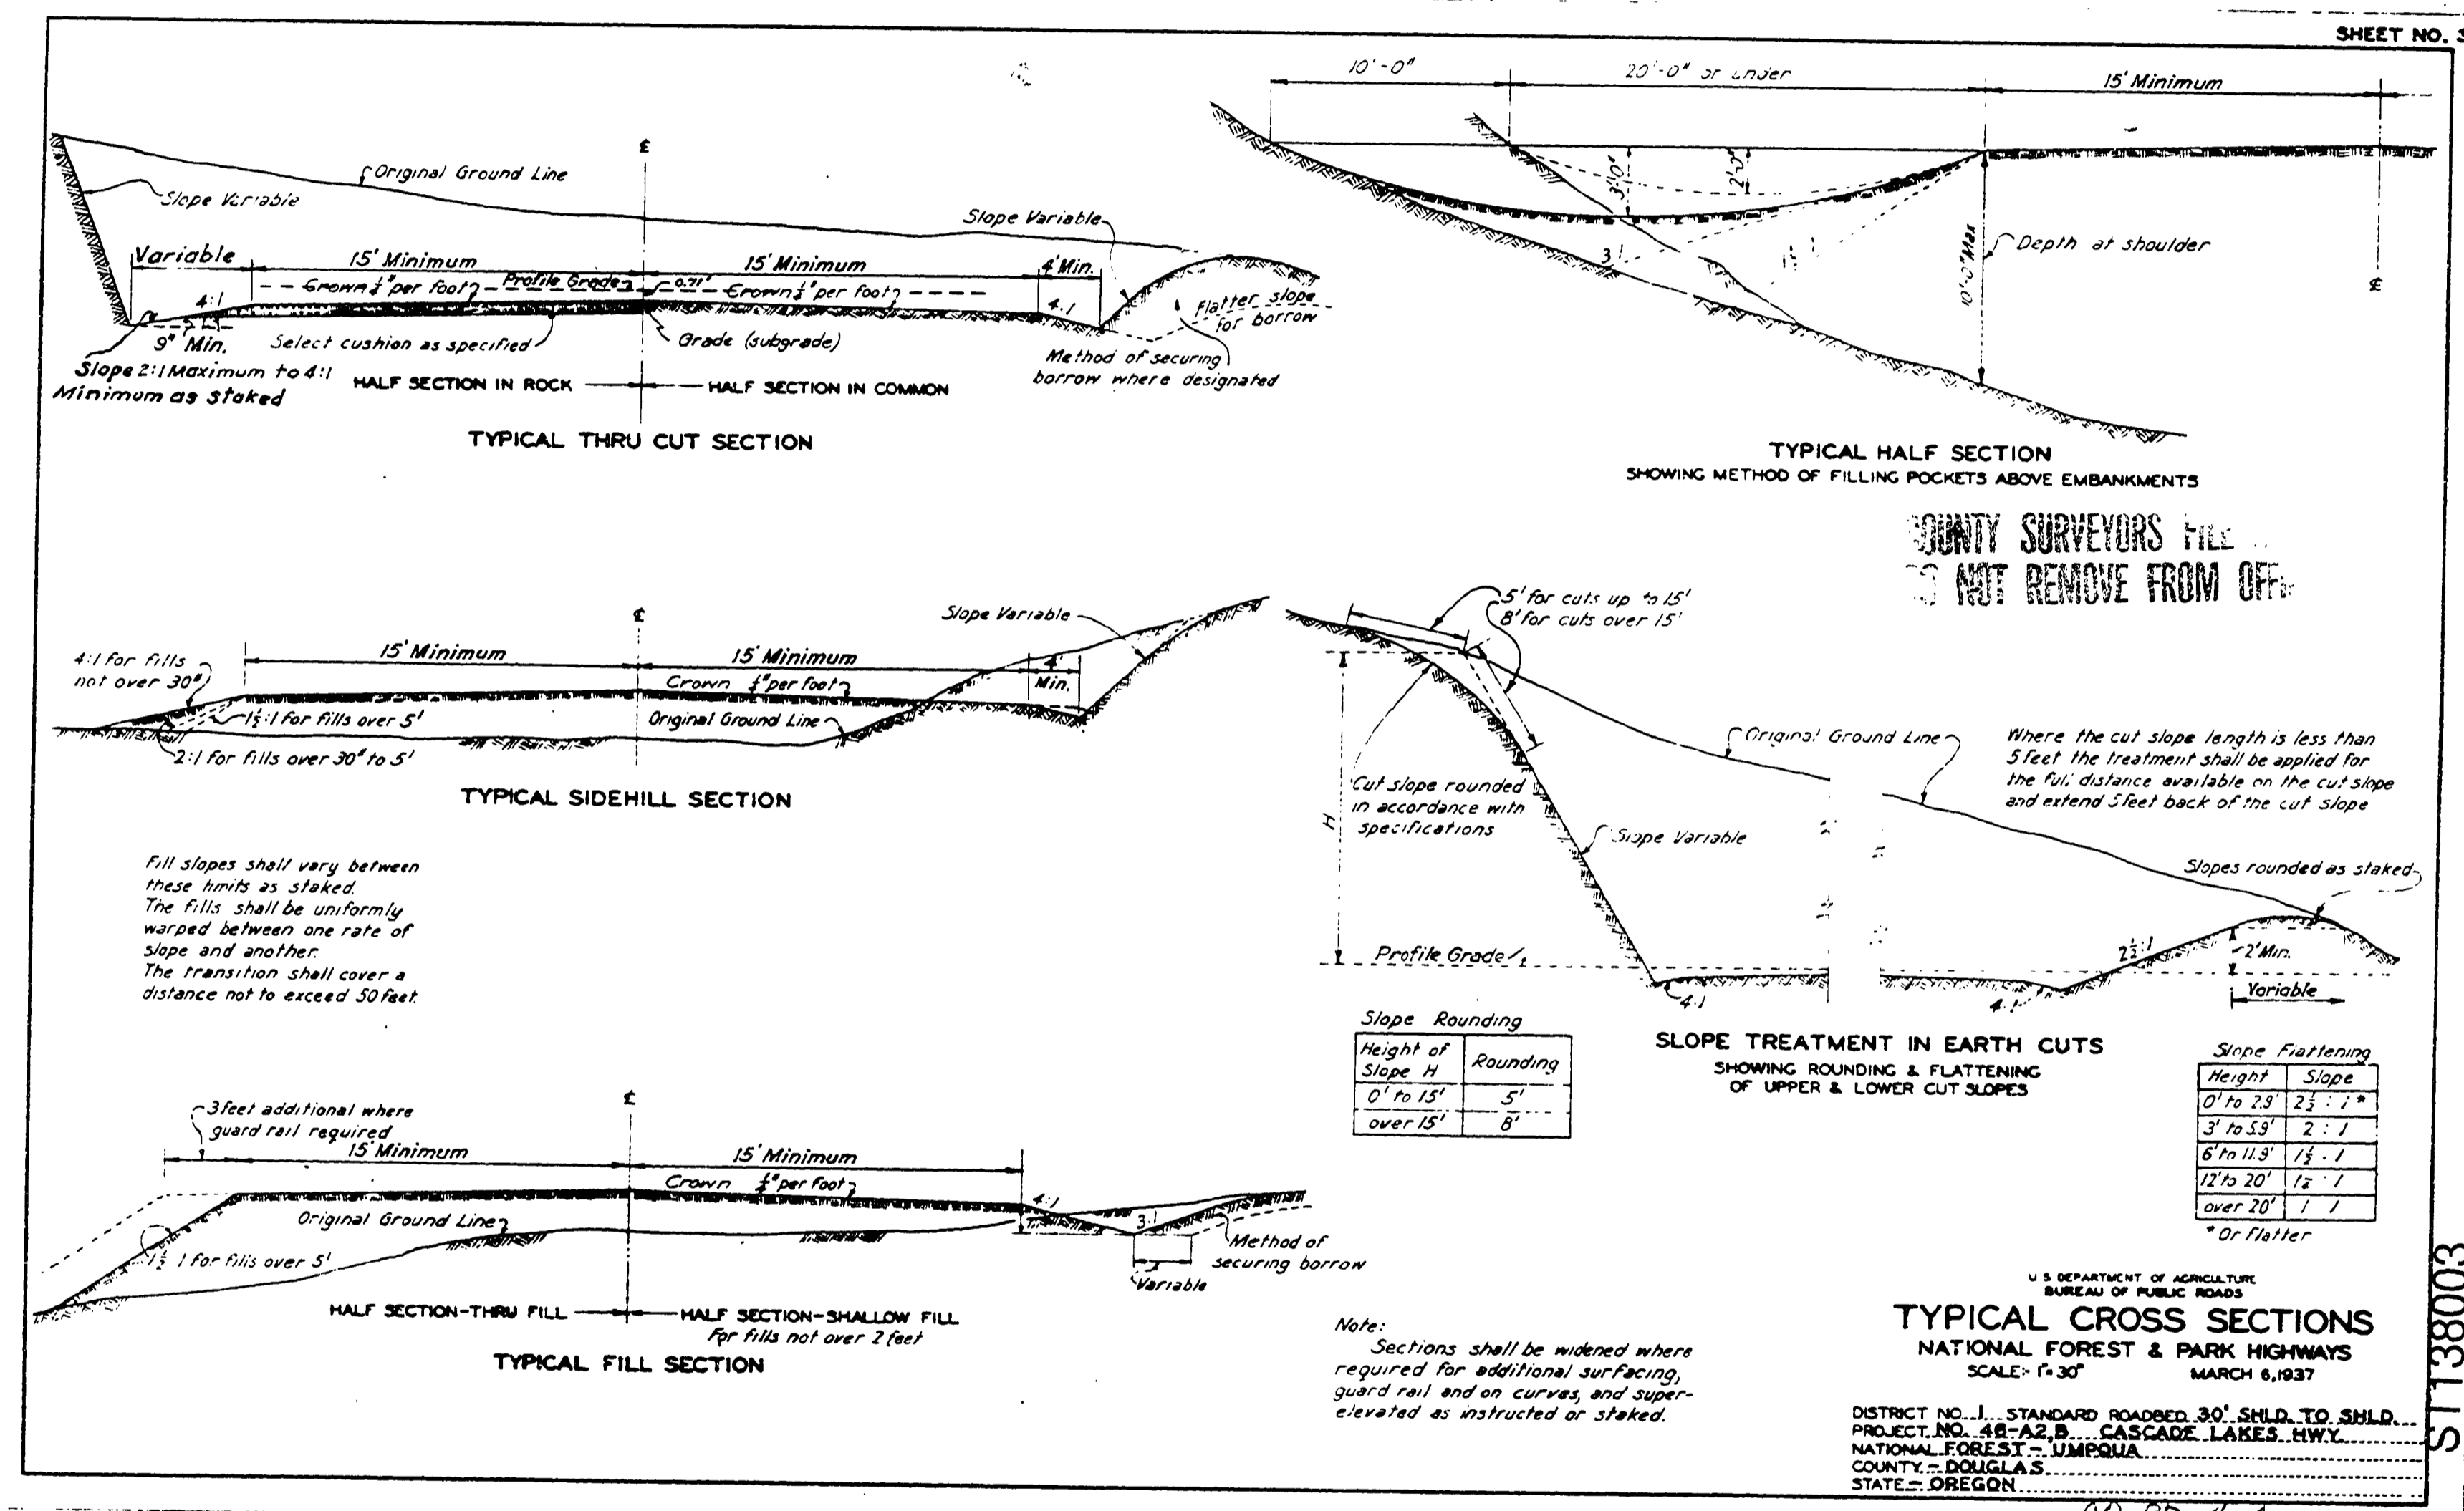 SHEET NO. 3
Original Ground Line
Slope Variable
Slope Variable
Variable
15' Minimum
15' Minimum
4' Min.
Crown ¼" per foot
Profile Grade
0.71'
Crown ¼" per foot
4:1
4:1
Flatter slope
for borrow
9" Min.
Select cushion as specified
Grade (subgrade)
Method of securing
borrow where designated
Slope 2:1 Maximum to 4:1
Minimum as staked
HALF SECTION IN ROCK
HALF SECTION IN COMMON
TYPICAL THRU CUT SECTION
10'-0"
20'-0" or under
15' Minimum
3'-0"
2'-0"
10'-0" Max
Depth at shoulder
TYPICAL HALF SECTION
SHOWING METHOD OF FILLING POCKETS ABOVE EMBANKMENTS
COUNTY SURVEYORS FILE
NOT REMOVE FROM
Slope Variable
4:1 for fills
not over 30"
15' Minimum
15' Minimum
4'
Min.
Crown ¼" per foot
1½:1 for fills over 5'
Original Ground Line
2:1 for fills over 30" to 5'
TYPICAL SIDEHILL SECTION
5' for cuts up to 15'
8' for cuts over 15'
Original Ground Line
Where the cut slope length is less than
5 feet the treatment shall be applied for
the full distance available on the cut slope
and extend 5 feet back of the cut slope
Cut slope rounded
in accordance with
specifications
H
Slope Variable
Slopes rounded as staked
Profile Grade
2½:1
2' Min.
4:1
4:1
Variable
Fill slopes shall vary between
these limits as staked.
The fills shall be uniformly
warped between one rate of
slope and another.
The transition shall cover a
distance not to exceed 50 feet.
Slope Rounding
Height of
Slope H Rounding
0' to 15' 5'
over 15' 8'
SLOPE TREATMENT IN EARTH CUTS
SHOWING ROUNDING & FLATTENING
OF UPPER & LOWER CUT SLOPES
Slope Flattening
Height Slope
0' to 2.9' 2½ : 1 *
3' to 5.9' 2 : 1
6' to 11.9' 1½ : 1
12' to 20' : 1
over 20' 1 1
* Or flatter
3 feet additional where
guard rail required
15' Minimum
15' Minimum
Crown ¼" per foot
4:1
3:1
Original Ground Line
1½ 1 for fills over 5'
Method of
securing borrow
Variable
HALF SECTION-THRU FILL
HALF SECTION-SHALLOW FILL
For fills not over 2 feet
TYPICAL FILL SECTION
Note:
Sections shall be widened where
required for additional surfacing,
guard rail and on curves, and super-
elevated as instructed or staked.
U S DEPARTMENT OF AGRICULTURE
BUREAU OF PUBLIC ROADS
TYPICAL CROSS SECTIONS
NATIONAL FOREST & PARK HIGHWAYS
SCALE:- 1"=30" MARCH 6, 1937
DISTRICT NO. 1 STANDARD ROADBED 30' SHLD. TO SHLD.
PROJECT NO. 46-A2,B CASCADE LAKES HWY.
NATIONAL FOREST - UMPQUA
COUNTY - DOUGLAS
STATE - OREGON
ST138003